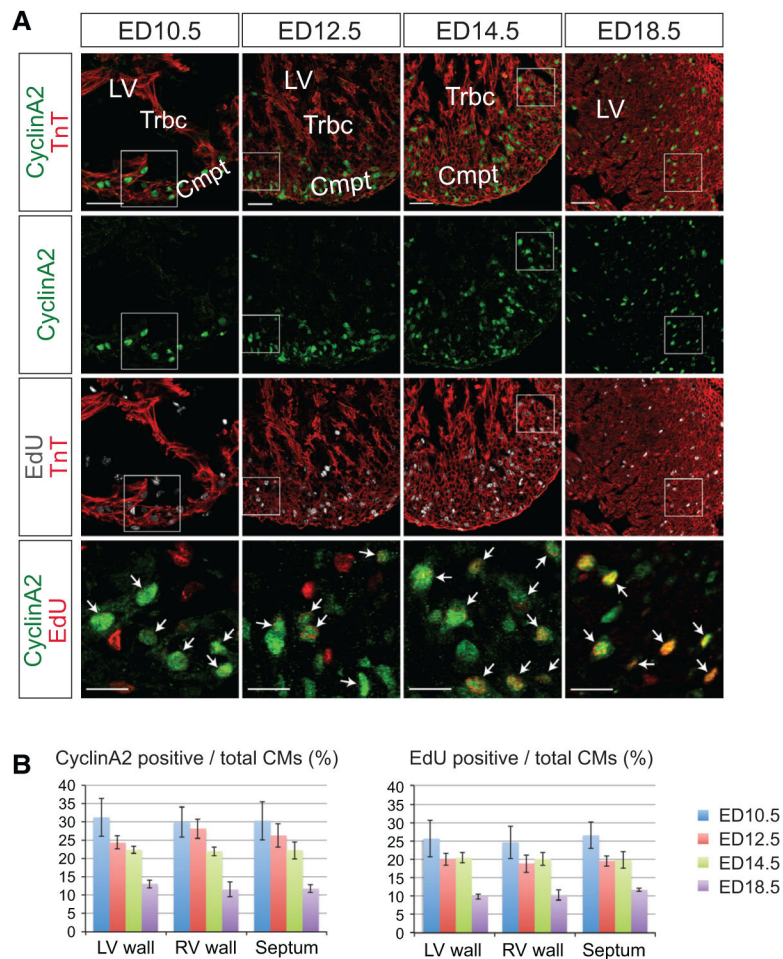 A
ED10.5 ED12.5 ED14.5 ED18.5
CyclinA2
TnT
LV
Trbc
Cmpt
LV
Trbc
Cmpt
Trbc
Cmpt
LV
CyclinA2
EdU
TnT
CyclinA2
EdU
B
CyclinA2 positive / total CMs (%)
40
35
30
25
20
15
10
5
0
LV wall RV wall Septum
EdU positive / total CMs (%)
40
35
30
25
20
15
10
5
0
LV wall RV wall Septum
ED10.5
ED12.5
ED14.5
ED18.5